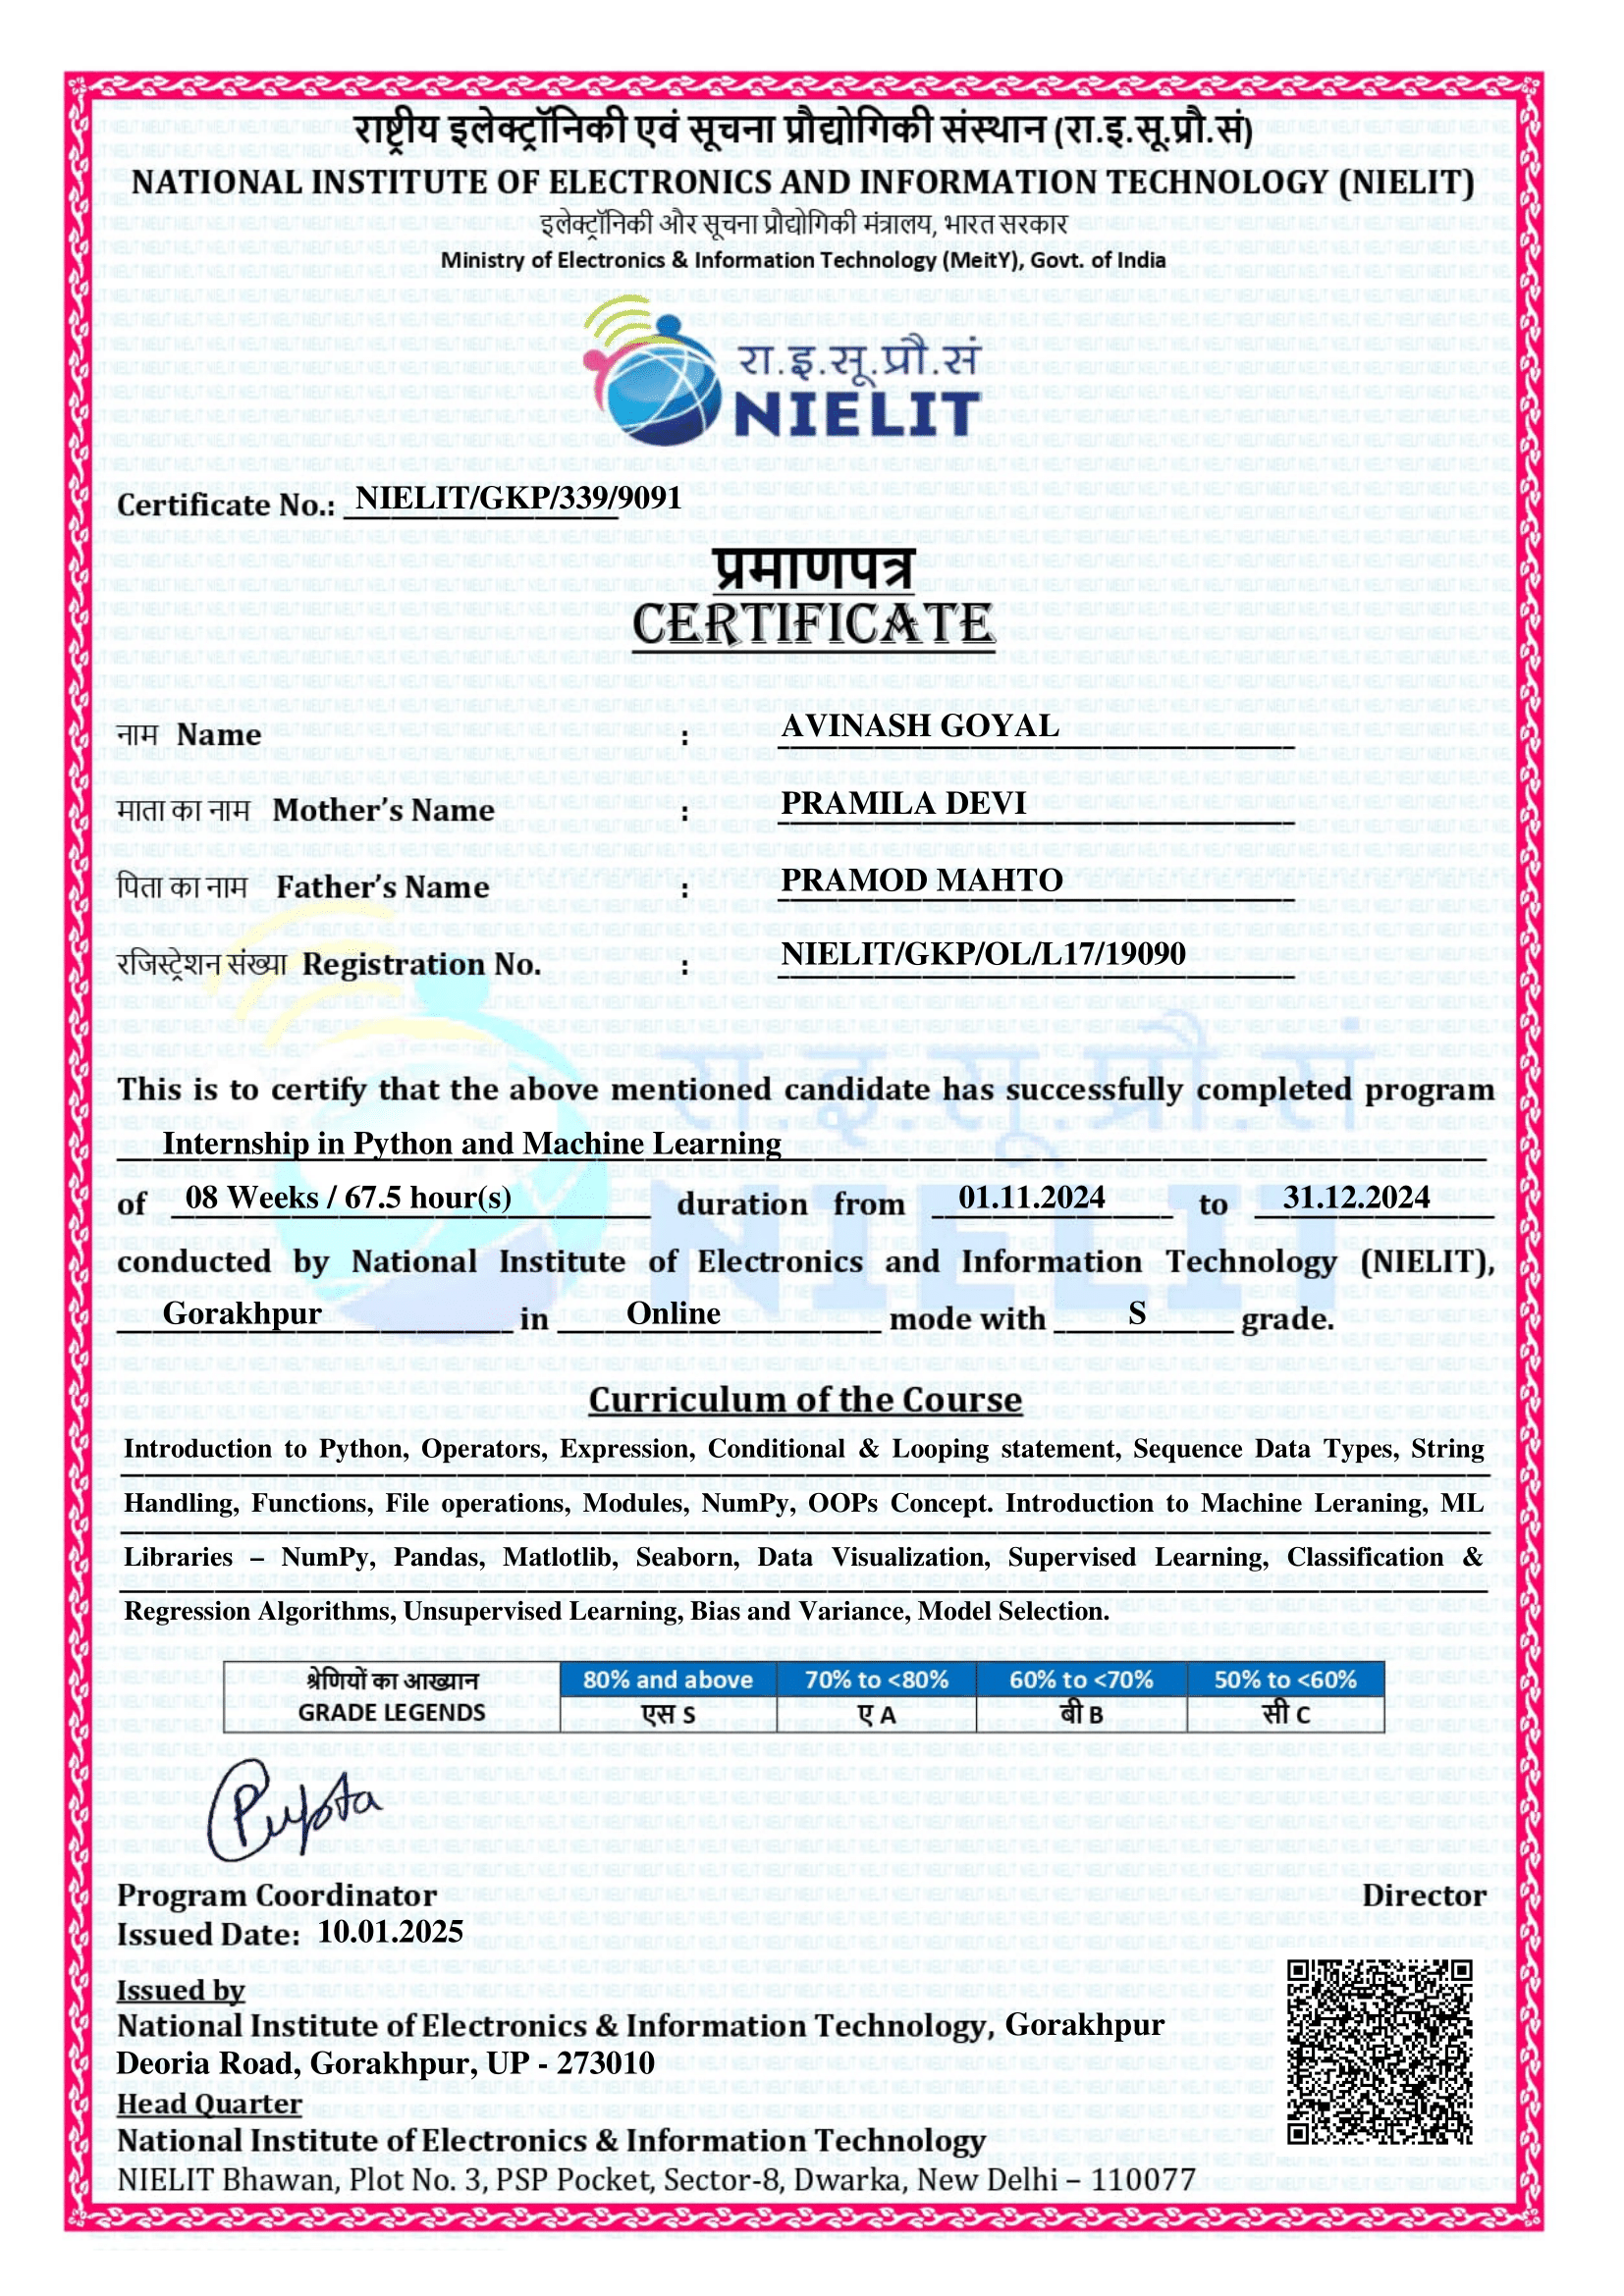 राष्ट्रीय इलेक्ट्रॉनिकी एवं सूचना प्रौद्योगिकी संस्थान (रा.इ.सू.प्रौ.सं)
NATIONAL INSTITUTE OF ELECTRONICS AND INFORMATION TECHNOLOGY (NIELIT)
इलेक्ट्रॉनिकी और सूचना प्रौद्योगिकी मंत्रालय, भारत सरकार
Ministry of Electronics & Information Technology (MeitY), Govt. of India
रा.इ.सू.प्रौ.सं
NIELIT
Certificate No.: NIELIT/GKP/339/9091
प्रमाणपत्र
CERTIFICATE
नाम Name : AVINASH GOYAL
माता का नाम Mother's Name : PRAMILA DEVI
पिता का नाम Father's Name : PRAMOD MAHTO
रजिस्ट्रेशन संख्या Registration No. : NIELIT/GKP/OL/L17/19090
This is to certify that the above mentioned candidate has successfully completed program
Internship in Python and Machine Learning
of 08 Weeks / 67.5 hour(s) duration from 01.11.2024 to 31.12.2024
conducted by National Institute of Electronics and Information Technology (NIELIT),
Gorakhpur in Online mode with S grade.
Curriculum of the Course
Introduction to Python, Operators, Expression, Conditional & Looping statement, Sequence Data Types, String
Handling, Functions, File operations, Modules, NumPy, OOPs Concept. Introduction to Machine Leraning, ML
Libraries – NumPy, Pandas, Matlotlib, Seaborn, Data Visualization, Supervised Learning, Classification &
Regression Algorithms, Unsupervised Learning, Bias and Variance, Model Selection.
श्रेणियों का आख्यान 80% and above 70% to <80% 60% to <70% 50% to <60%
GRADE LEGENDS एस S ए A बी B सी C
Program Coordinator Director
Issued Date: 10.01.2025
Issued by
National Institute of Electronics & Information Technology, Gorakhpur
Deoria Road, Gorakhpur, UP - 273010
Head Quarter
National Institute of Electronics & Information Technology
NIELIT Bhawan, Plot No. 3, PSP Pocket, Sector-8, Dwarka, New Delhi – 110077